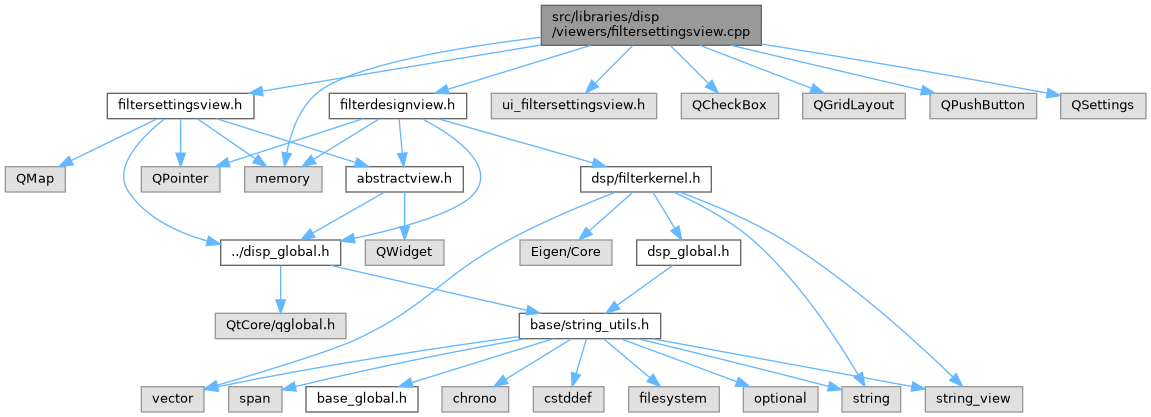 src/libraries/disp
/viewers/filtersettingsview.cpp
filtersettingsview.h
filterdesignview.h
ui_filtersettingsview.h
QCheckBox
QGridLayout
QPushButton
QSettings
QMap
QPointer
memory
abstractview.h
dsp/filterkernel.h
../disp_global.h
QWidget
Eigen/Core
dsp_global.h
QtCore/qglobal.h
base/string_utils.h
vector
span
base_global.h
chrono
cstddef
filesystem
optional
string
string_view